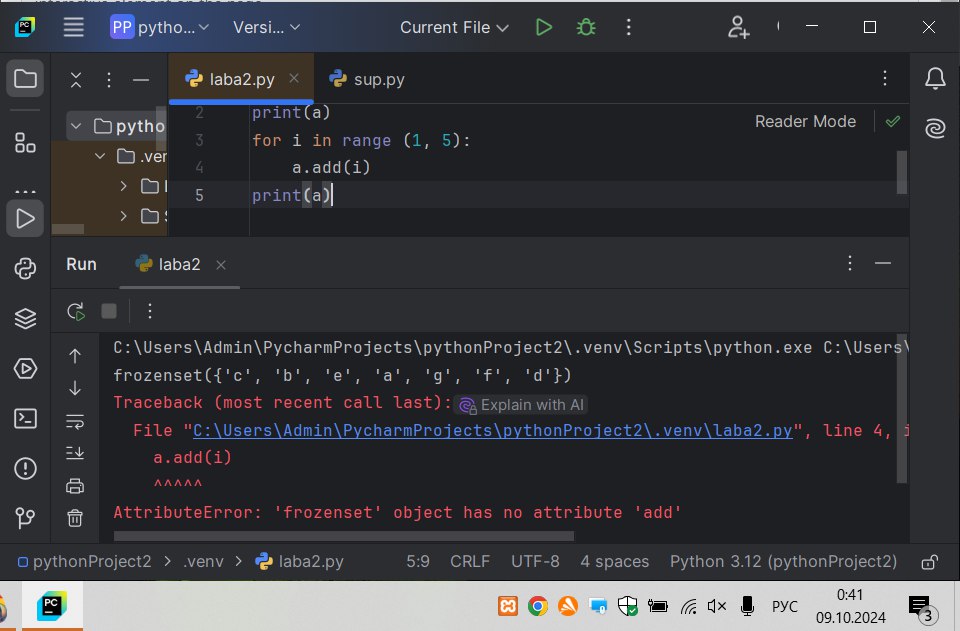 PC
PP pytho...
Versi...
Current File
laba2.py
sup.py
pytho
.ver
Reader Mode
2 print(a)
3 for i in range (1, 5):
4 a.add(i)
5 print(a)
Run
laba2
C:\Users\Admin\PycharmProjects\pythonProject2\.venv\Scripts\python.exe C:\Users\
frozenset({'c', 'b', 'e', 'a', 'g', 'f', 'd'})
Traceback (most recent call last):
Explain with AI
File "C:\Users\Admin\PycharmProjects\pythonProject2\.venv\laba2.py", line 4, i
a.add(i)
^^^^^
AttributeError: 'frozenset' object has no attribute 'add'
pythonProject2 > .venv > laba2.py
5:9 CRLF UTF-8 4 spaces Python 3.12 (pythonProject2)
PC
РУС
0:41
09.10.2024
3